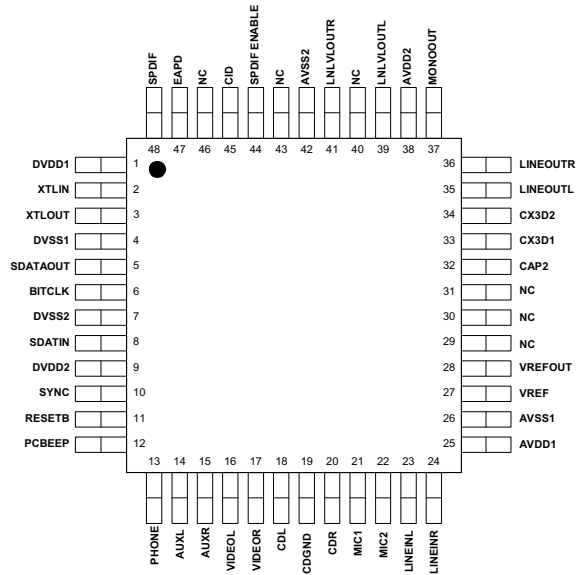 SPDIF
EAPD
NC
CID
SPDIF ENABLE
NC
AVSS2
LNLVLOUTR
NC
LNLVLOUTL
AVDD2
MONOOUT
48 47 46 45 44 43 42 41 40 39 38 37
DVDD1 1 36 LINEOUTR
XTLIN 2 35 LINEOUTL
XTLOUT 3 34 CX3D2
DVSS1 4 33 CX3D1
SDATAOUT 5 32 CAP2
BITCLK 6 31 NC
DVSS2 7 30 NC
SDATIN 8 29 NC
DVDD2 9 28 VREFOUT
SYNC 10 27 VREF
RESETB 11 26 AVSS1
PCBEEP 12 25 AVDD1
13 14 15 16 17 18 19 20 21 22 23 24
PHONE
AUXL
AUXR
VIDEOL
VIDEOR
CDL
CDGND
CDR
MIC1
MIC2
LINEINL
LINEINR